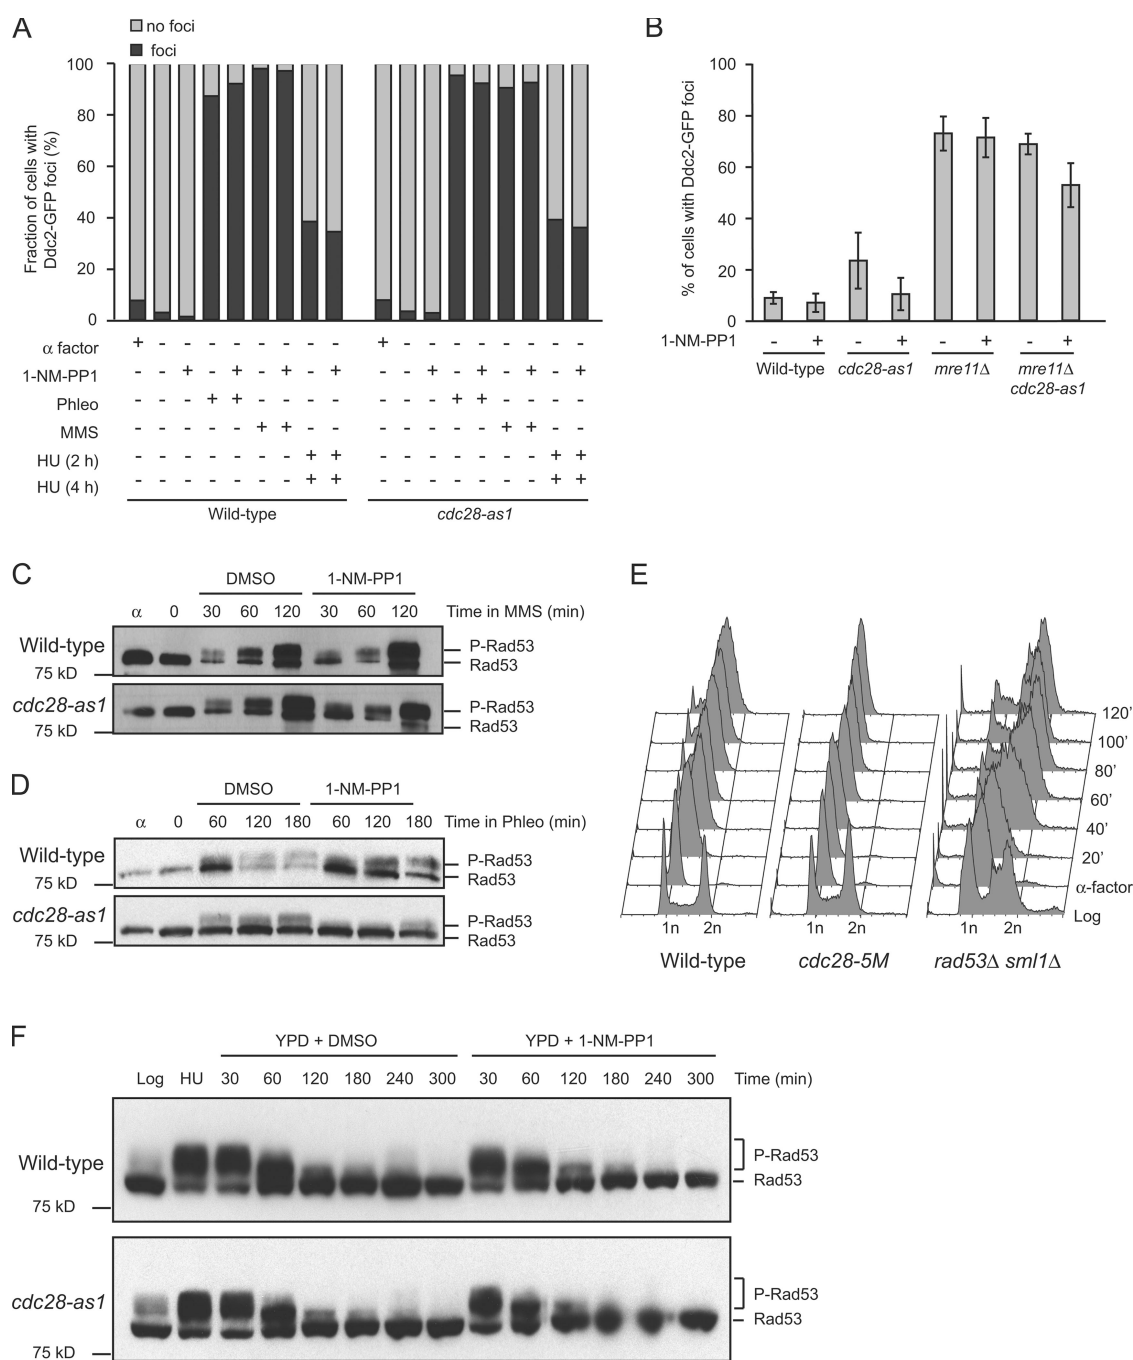 A
no foci
foci
Fraction of cells with
Ddc2-GFP foci (%)
100
80
60
40
20
0
α factor + - - - - - - - - + - - - - - - - -
1-NM-PP1 - - + - + - + - + - - + - + - + - +
Phleo - - - + + - - - - - - - + + - - - -
MMS - - - - - + + - - - - - - - + + - -
HU (2 h) - - - - - - - + + - - - - - - - + +
HU (4 h) - - - - - - - + + - - - - - - - + +
Wild-type cdc28-as1
B
% of cells with Ddc2-GFP foci
100
80
60
40
20
0
1-NM-PP1 - + - + - + - +
Wild-type cdc28-as1 mre11Δ mre11Δ
cdc28-as1
C
DMSO 1-NM-PP1
α 0 30 60 120 30 60 120 Time in MMS (min)
Wild-type P-Rad53
75 kD Rad53
cdc28-as1 P-Rad53
75 kD Rad53
D
DMSO 1-NM-PP1
α 0 60 120 180 60 120 180 Time in Phleo (min)
Wild-type P-Rad53
75 kD Rad53
cdc28-as1 P-Rad53
75 kD Rad53
E
120'
100'
80'
60'
40'
20'
α-factor
Log
1n 2n 1n 2n 1n 2n
Wild-type cdc28-5M rad53Δ sml1Δ
F
YPD + DMSO YPD + 1-NM-PP1
Log HU 30 60 120 180 240 300 30 60 120 180 240 300 Time (min)
Wild-type P-Rad53
Rad53
75 kD
cdc28-as1 P-Rad53
Rad53
75 kD